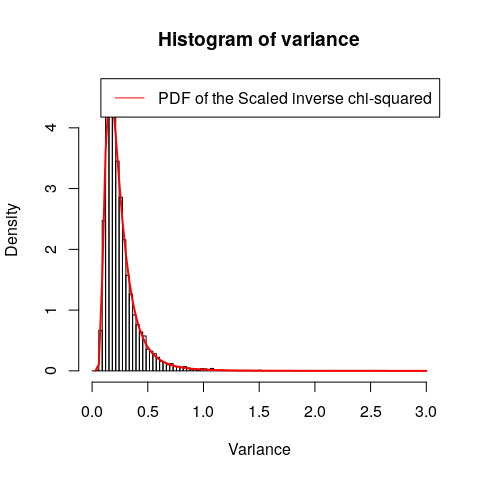 Histogram of variance
PDF of the Scaled inverse chi-squared
4
3
2
1
0
Density
0.0 0.5 1.0 1.5 2.0 2.5 3.0
Variance